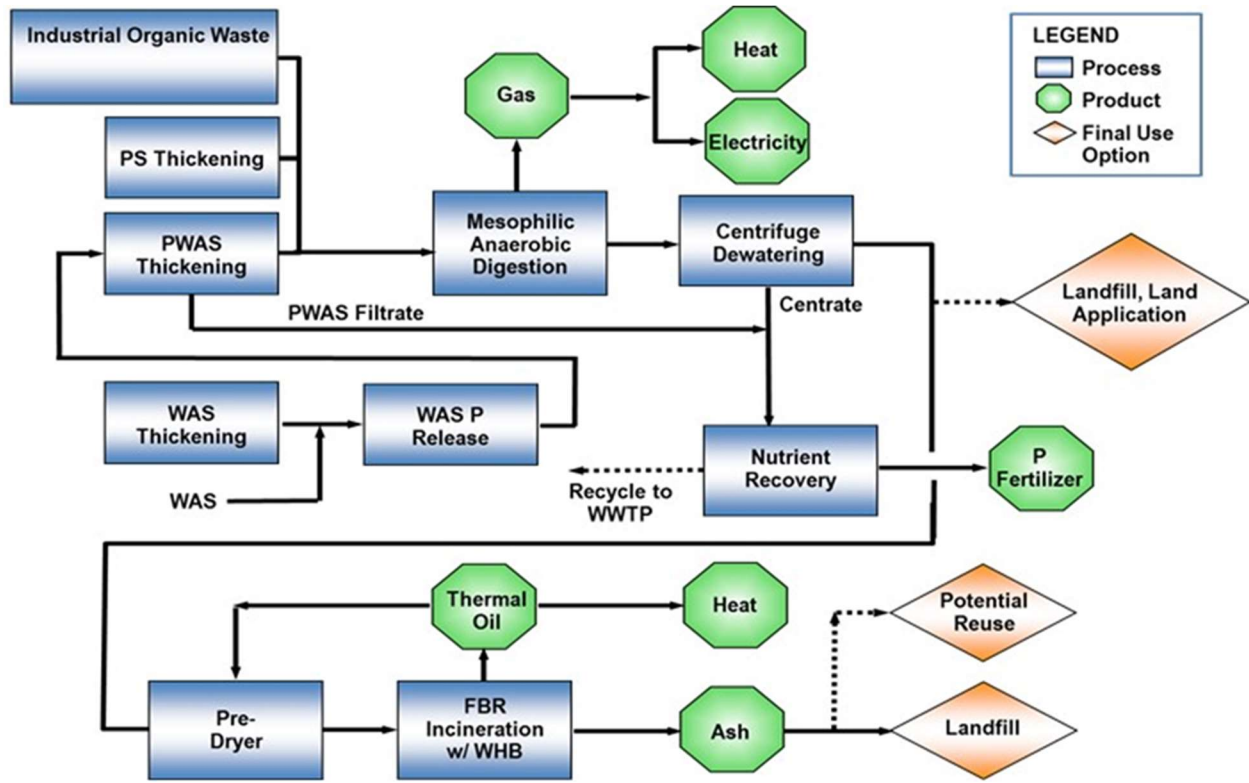 Industrial Organic Waste
PS Thickening
PWAS
Thickening
PWAS Filtrate
WAS
Thickening
WAS
WAS P
Release
Gas
Heat
Electricity
Mesophilic
Anaerobic
Digestion
Centrifuge
Dewatering
Centrate
LEGEND
Process
Product
Final Use
Option
Landfill, Land
Application
Nutrient
Recovery
Recycle to
WWTP
P
Fertilizer
Thermal
Oil
Heat
Potential
Reuse
Pre-
Dryer
FBR
Incineration
w/ WHB
Ash
Landfill